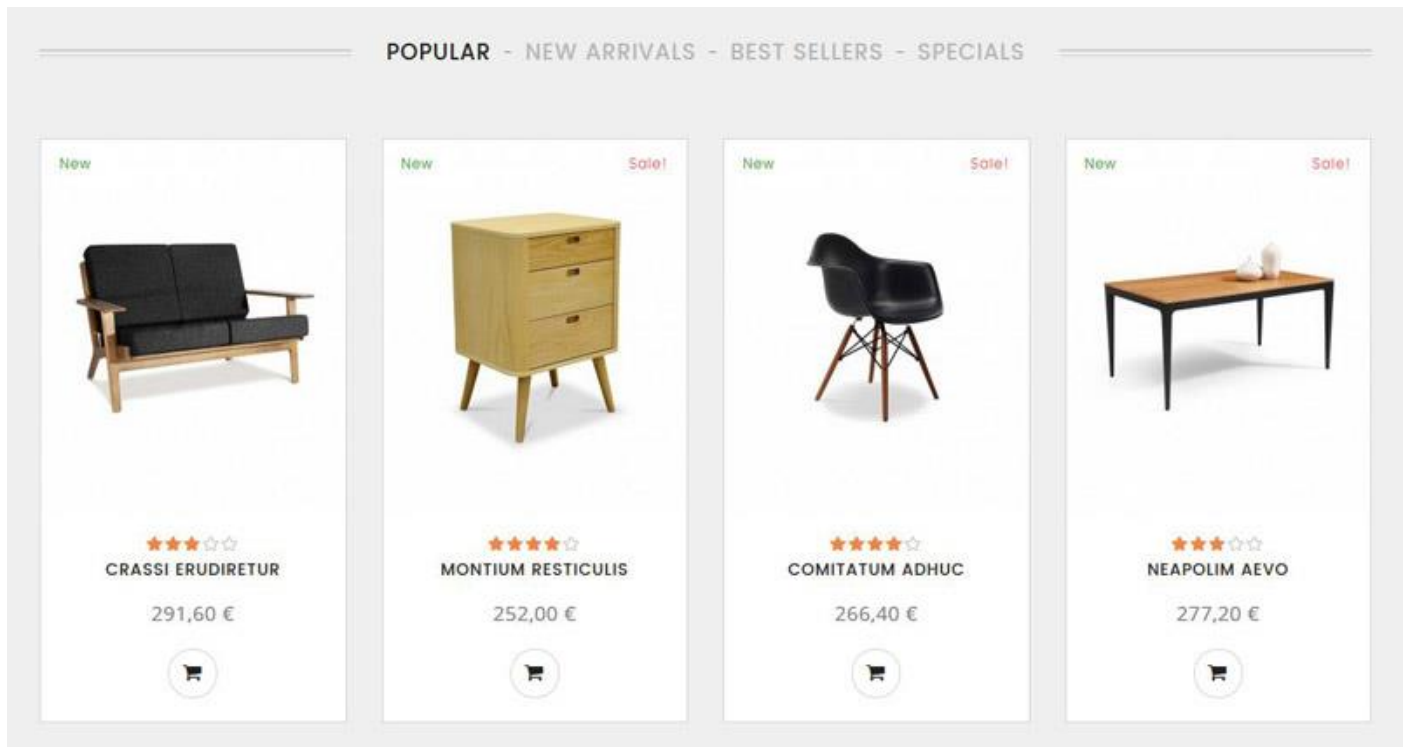 POPULAR - NEW ARRIVALS - BEST SELLERS - SPECIALS
New
CRASSI ERUDIRETUR
291,60 €
New Sale!
MONTIUM RESTICULIS
252,00 €
New Sale!
COMITATUM ADHUC
266,40 €
New Sale!
NEAPOLIM AEVO
277,20 €